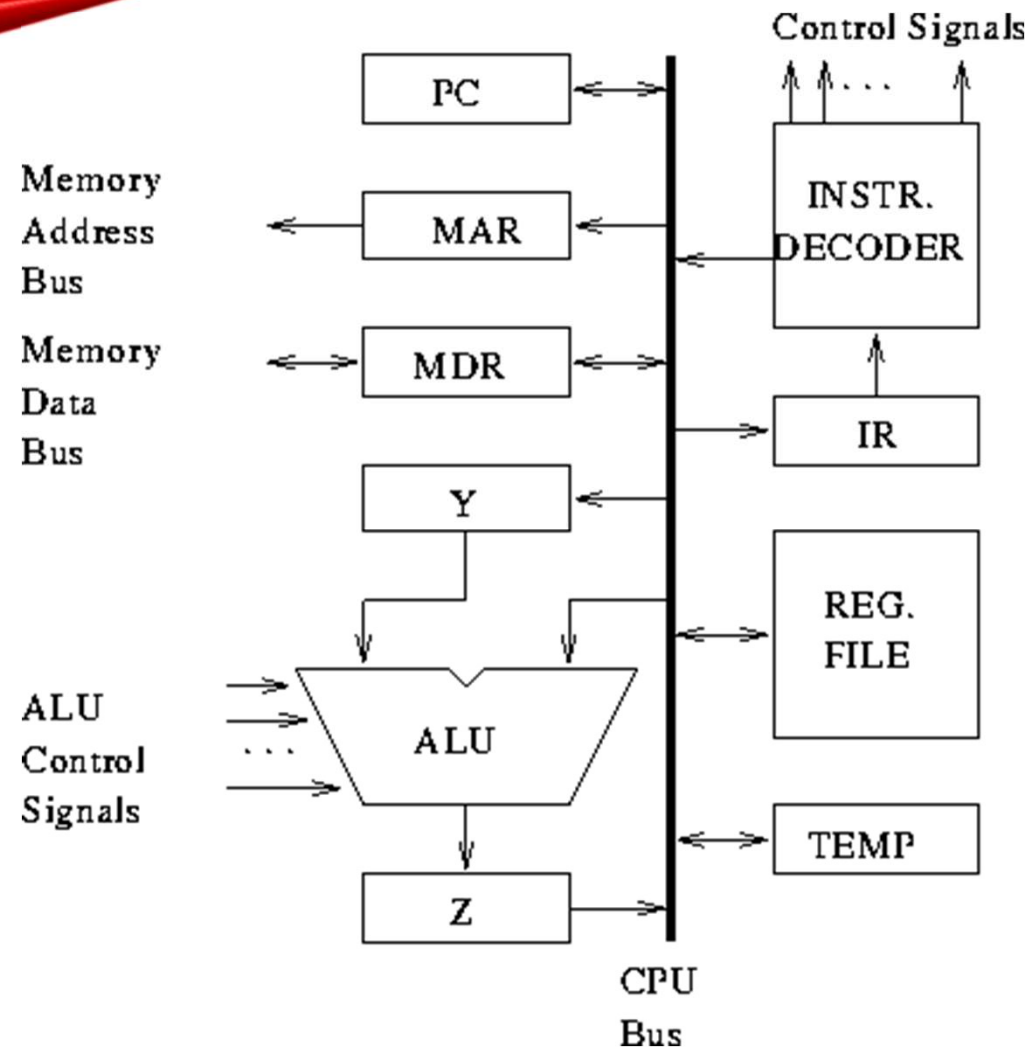 Control Signals
PC
. . .
Memory
Address
Bus
MAR
INSTR.
DECODER
Memory
Data
Bus
MDR
IR
Y
REG.
FILE
ALU
Control
Signals
. . .
ALU
TEMP
Z
CPU
Bus